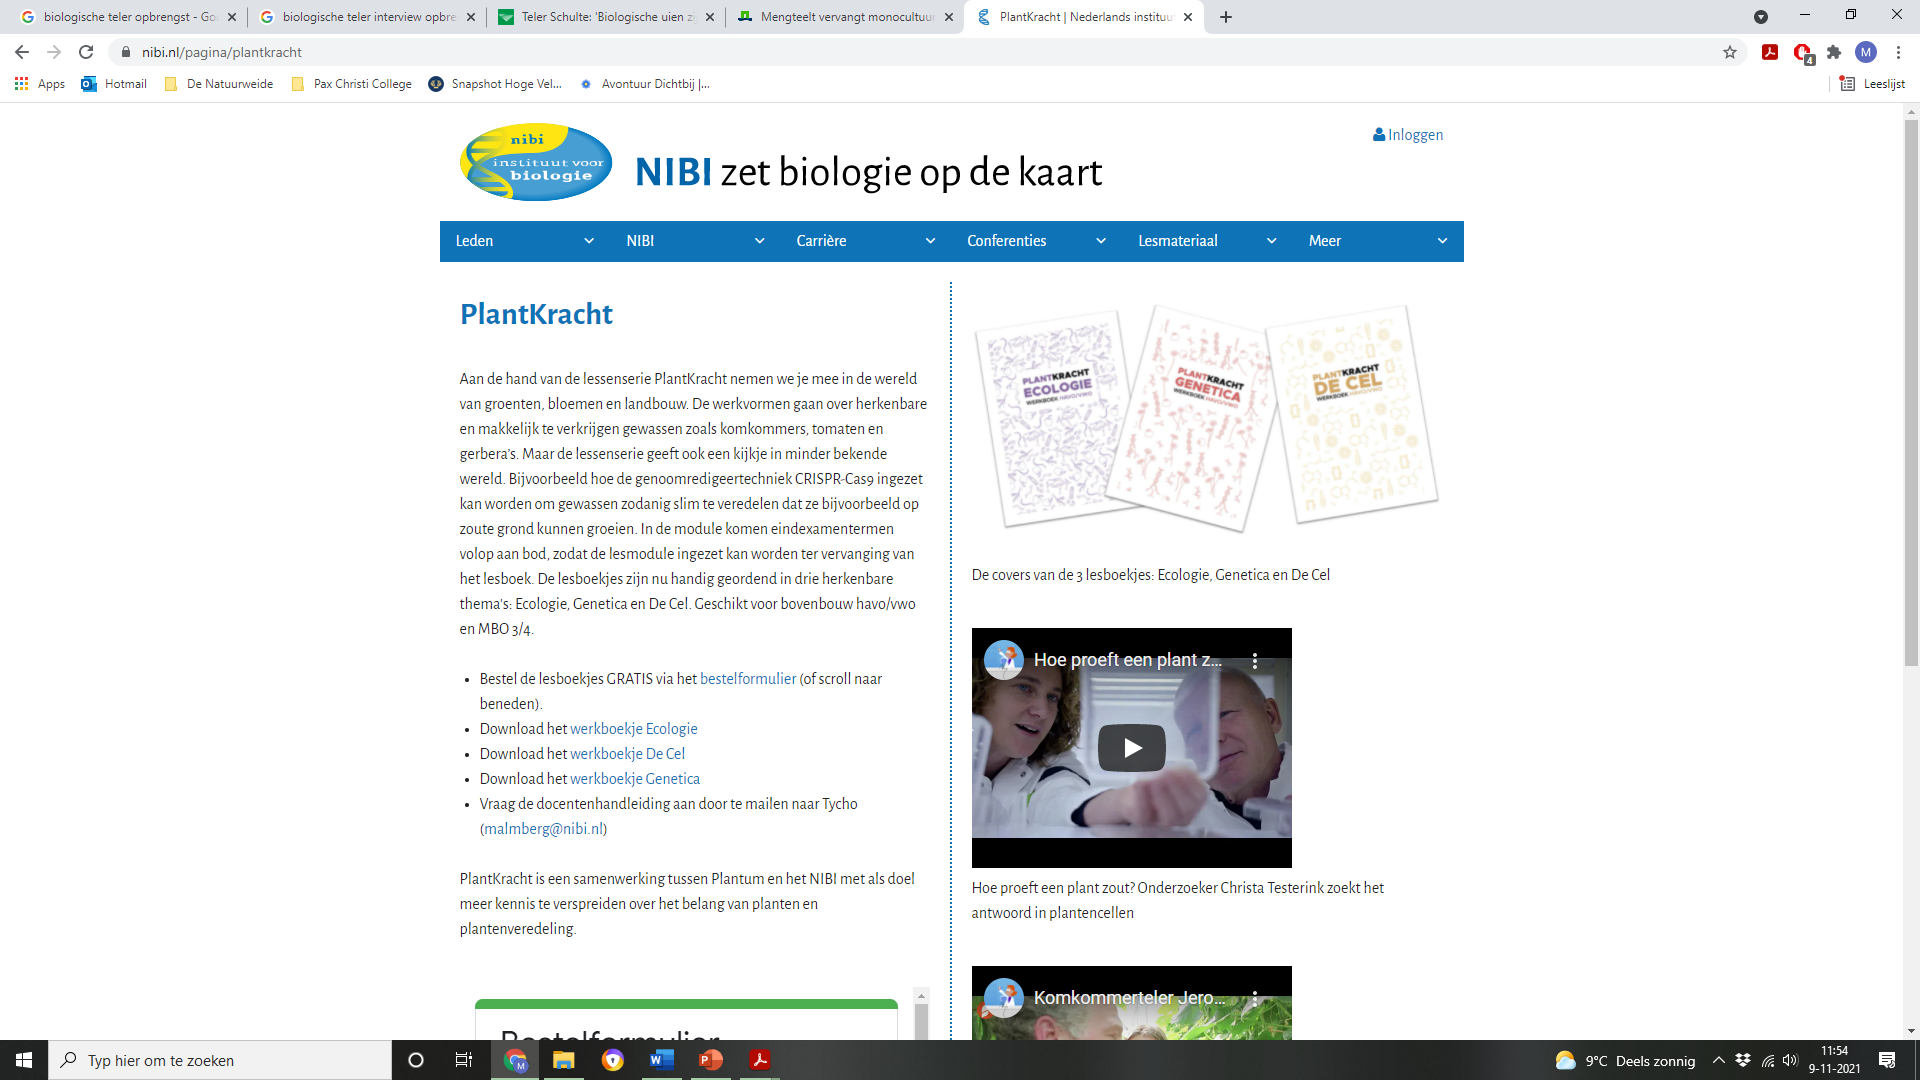 biologische teler opbrengst - Go
biologische teler interview opbre
Teler Schulte: 'Biologische uien zi
Mengteelt vervangt monocultuu
PlantKracht | Nederlands instituu
nibi.nl/pagina/plantkracht
4
M
Apps
Hotmail
De Natuurweide
Pax Christi College
Snapshot Hoge Vel...
Avontuur Dichtbij |...
Leeslijst
nibi
instituut voor
biologie
NIBI zet biologie op de kaart
Inloggen
Leden
NIBI
Carrière
Conferenties
Lesmateriaal
Meer
PlantKracht
Aan de hand van de lessenserie PlantKracht nemen we je mee in de wereld
van groenten, bloemen en landbouw. De werkvormen gaan over herkenbare
en makkelijk te verkrijgen gewassen zoals komkommers, tomaten en
gerbera's. Maar de lessenserie geeft ook een kijkje in minder bekende
wereld. Bijvoorbeeld hoe de genoomredigeertechniek CRISPR-Cas9 ingezet
kan worden om gewassen zodanig slim te veredelen dat ze bijvoorbeeld op
zoute grond kunnen groeien. In de module komen eindexamentermen
volop aan bod, zodat de lesmodule ingezet kan worden ter vervanging van
het lesboek. De lesboekjes zijn nu handig geordend in drie herkenbare
thema's: Ecologie, Genetica en De Cel. Geschikt voor bovenbouw havo/vwo
en MBO 3/4.
• Bestel de lesboekjes GRATIS via het bestelformulier (of scroll naar
beneden).
• Download het werkboekje Ecologie
• Download het werkboekje De Cel
• Download het werkboekje Genetica
• Vraag de docentenhandleiding aan door te mailen naar Tycho
(malmberg@nibi.nl)
PlantKracht is een samenwerking tussen Plantum en het NIBI met als doel
meer kennis te verspreiden over het belang van planten en
plantenveredeling.
Bestelformulier
PLANTKRACHT
ECOLOGIE
WERKBOEK HAVO/VWO
PLANTKRACHT
GENETICA
WERKBOEK HAVO/VWO
PLANTKRACHT
DE CEL
WERKBOEK HAVO/VWO
De covers van de 3 lesboekjes: Ecologie, Genetica en De Cel
Hoe proeft een plant z...
Hoe proeft een plant zout? Onderzoeker Christa Testerink zoekt het
antwoord in plantencellen
Komkommerteler Jero...
Typ hier om te zoeken
9°C Deels zonnig
11:54
9-11-2021